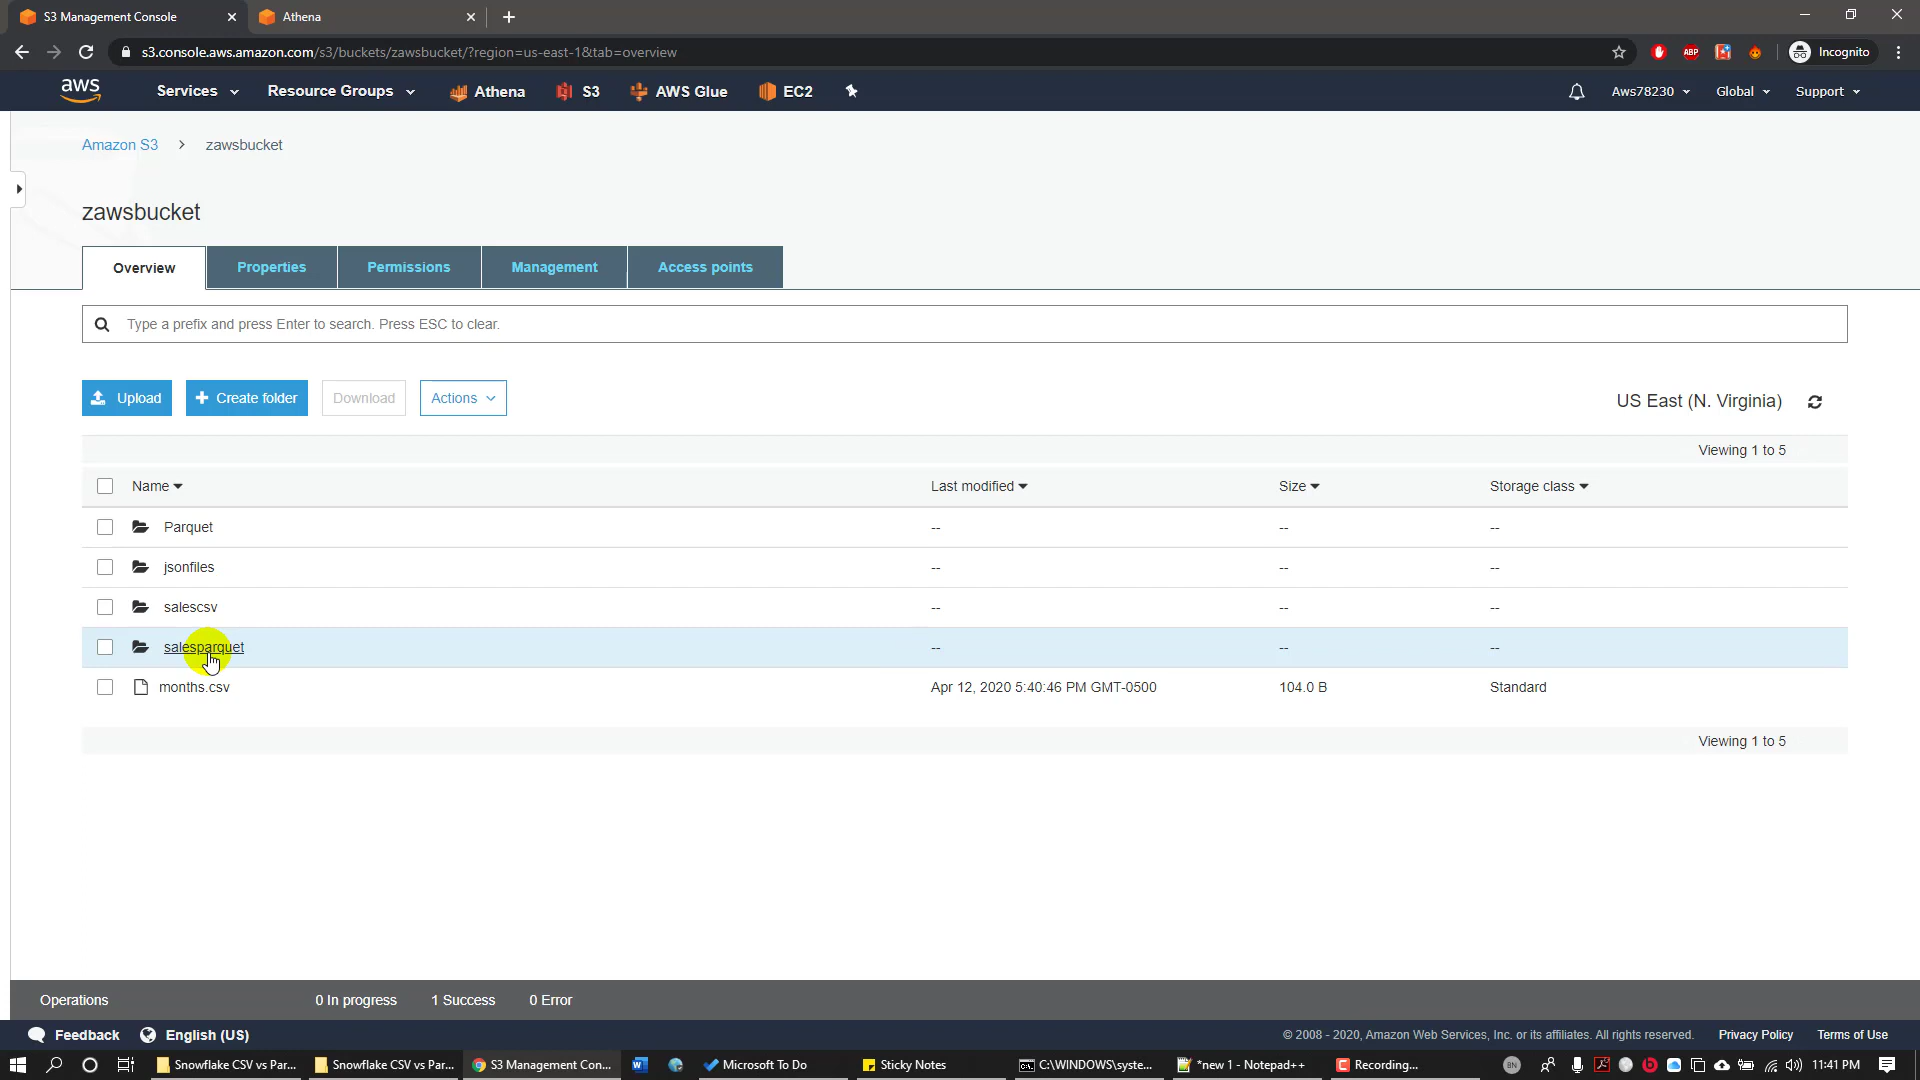 S3 Management Console
Athena
s3.console.aws.amazon.com/s3/buckets/zawsbucket/?region=us-east-1&tab=overview
ABP
Incognito
aws
Services
Resource Groups
Athena
S3
AWS Glue
EC2
Aws78230
Global
Support
Amazon S3 > zawsbucket
zawsbucket
Overview
Properties
Permissions
Management
Access points
Type a prefix and press Enter to search. Press ESC to clear.
Upload
+ Create folder
Download
Actions
US East (N. Virginia)
Viewing 1 to 5
Name
Last modified
Size
Storage class
Parquet -- -- --
jsonfiles -- -- --
salescsv -- -- --
salesparquet -- -- --
months.csv Apr 12, 2020 5:40:46 PM GMT-0500 104.0 B Standard
Viewing 1 to 5
Operations
0 In progress
1 Success
0 Error
Feedback
English (US)
© 2008 - 2020, Amazon Web Services, Inc. or its affiliates. All rights reserved.
Privacy Policy
Terms of Use
Snowflake CSV vs Par...
Snowflake CSV vs Par...
S3 Management Con...
Microsoft To Do
Sticky Notes
C:\WINDOWS\syste...
*new 1 - Notepad++
Recording...
BN
11:41 PM